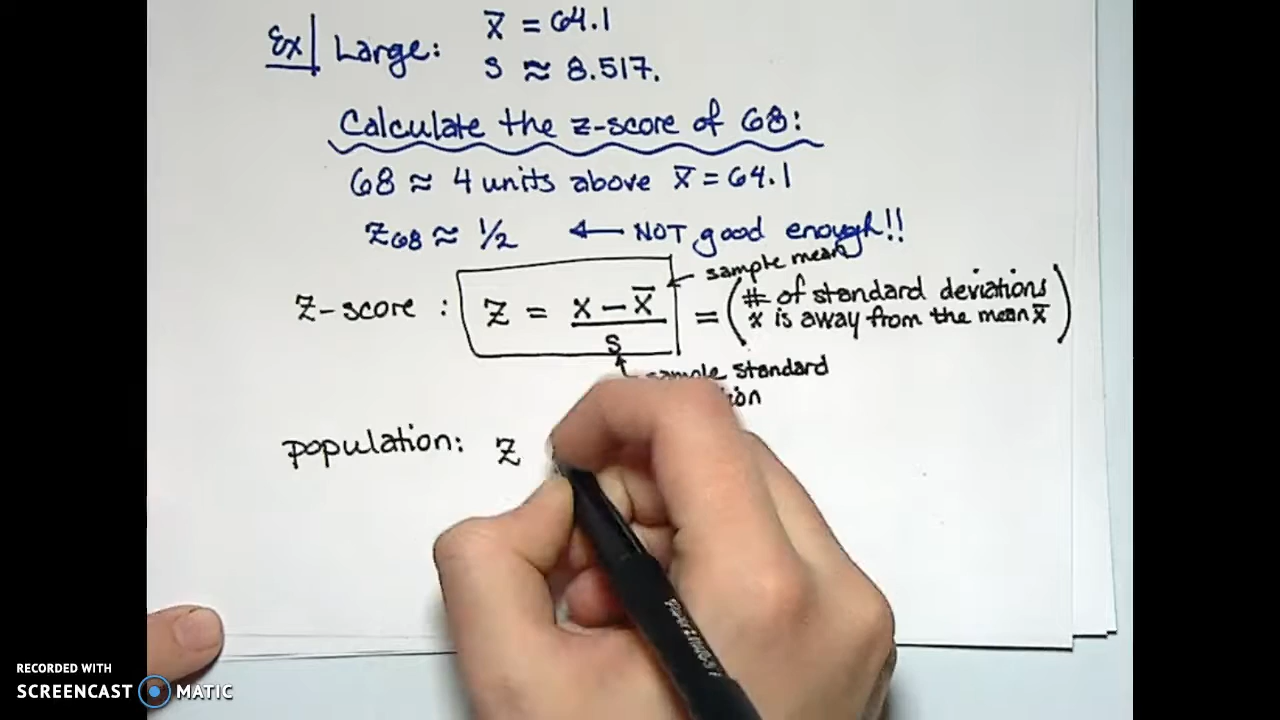 Ex Large: x̄ = 64.1
s ≈ 8.517.
Calculate the z-score of 68:
68 ≈ 4 units above x̄ = 64.1
z68 ≈ 1/2 ← NOT good enough!!
sample mean
z-score : z = x - x̄ / s = (# of standard deviations
x is away from the mean x̄)
sample standard
population: z
RECORDED WITH
SCREENCAST MATIC